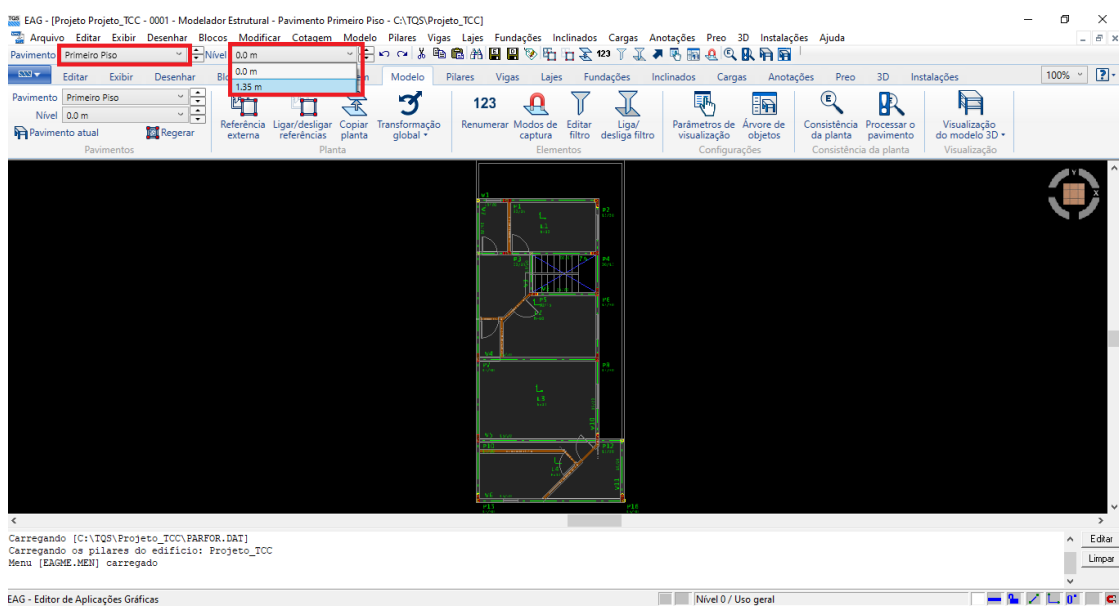 EAG - [Projeto Projeto_TCC - 0001 - Modelador Estrutural - Pavimento Primeiro Piso - C:\TQS\Projeto_TCC]
Arquivo Editar Exibir Desenhar Blocos Modificar Cotagem Modelo Pilares Vigas Lajes Fundações Inclinados Cargas Anotações Preo 3D Instalações Ajuda
Pavimento Primeiro Piso Nível 0.0 m 123
0.0 m
1.35 m
Editar Exibir Desenhar Modelo Pilares Vigas Lajes Fundações Inclinados Cargas Anotações Preo 3D Instalações 100% ?
Pavimento Primeiro Piso
Nível 0.0 m
Pavimento atual Regerar
Pavimentos
Referência externa
Ligar/desligar referências
Copiar planta
Transformação global
Planta
123
Renumerar
Modos de captura
Editar filtro
Liga/ desliga filtro
Elementos
Parâmetros de visualização
Árvore de objetos
Configurações
Consistência da planta
Processar o pavimento
Consistência da planta
Visualização do modelo 3D
Visualização
Y
X
Carregando [C:\TQS\Projeto_TCC\PARFOR.DAT]
Carregando os pilares do edifício: Projeto_TCC
Menu [EAGME.MEN] carregado
Editar
Limpar
EAG - Editor de Aplicações Gráficas
Nível 0 / Uso geral